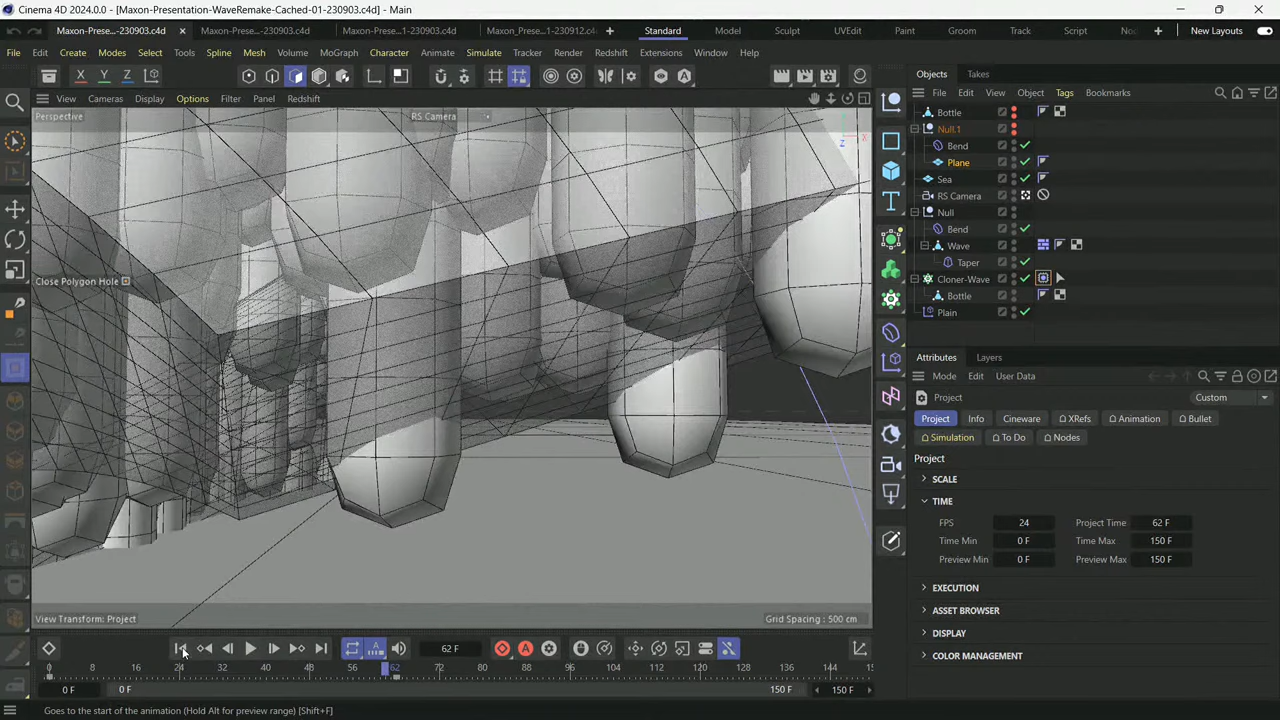 Cinema 4D 2024.0.0 - [Maxon-Presentation-WaveRemake-Cached-01-230903.c4d] - Main
Maxon-Prese...-230903.c4d Maxon-Pres...-230903.c4d Maxon-Prese...1-230903.c4d Maxon_Pres...1-230912.c4d Standard Model Sculpt UVEdit Paint Groom Track Script New Layouts
File Edit Create Modes Select Tools Spline Mesh Volume MoGraph Character Animate Simulate Tracker Render Redshift Extensions Window Help
X Y Z
Objects Takes
View Cameras Display Options Filter Panel Redshift
File Edit View Object Tags Bookmarks
Perspective RS Camera
Bottle
Null.1
Z X
Bend
Plane
Sea
RS Camera
Null
Bend
Wave
Taper
Close Polygon Hole
Cloner-Wave
Bottle
Plain
Attributes Layers
Mode Edit User Data
Project Custom
Project Info Cineware XRefs Animation Bullet
Simulation To Do Nodes
Project
SCALE
TIME
FPS 24 Project Time 62 F
Time Min 0 F Time Max 150 F
Preview Min 0 F Preview Max 150 F
EXECUTION
ASSET BROWSER
DISPLAY
COLOR MANAGEMENT
View Transform: Project Grid Spacing : 500 cm
62 F
0 8 16 24 32 40 48 56 62 72 80 88 96 104 112 120 128 136 144 15
0 F 0 F 150 F 150 F
Goes to the start of the animation (Hold Alt for preview range) [Shift+F]